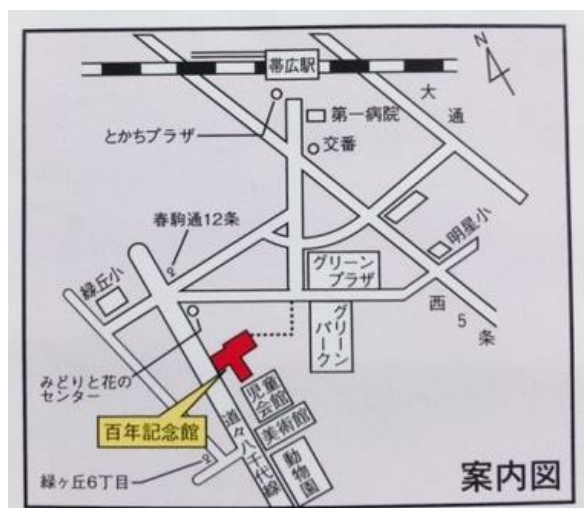 N
帯広駅
大通
第一病院
とかちプラザ
交番
春駒通12条
明星小
グリーン
プラザ
緑丘小
西5条
グリーン
パーク
みどりと花の
センター
児童
会館
百年記念館
美術館
道々八千代線
動物園
緑ヶ丘6丁目
案内図